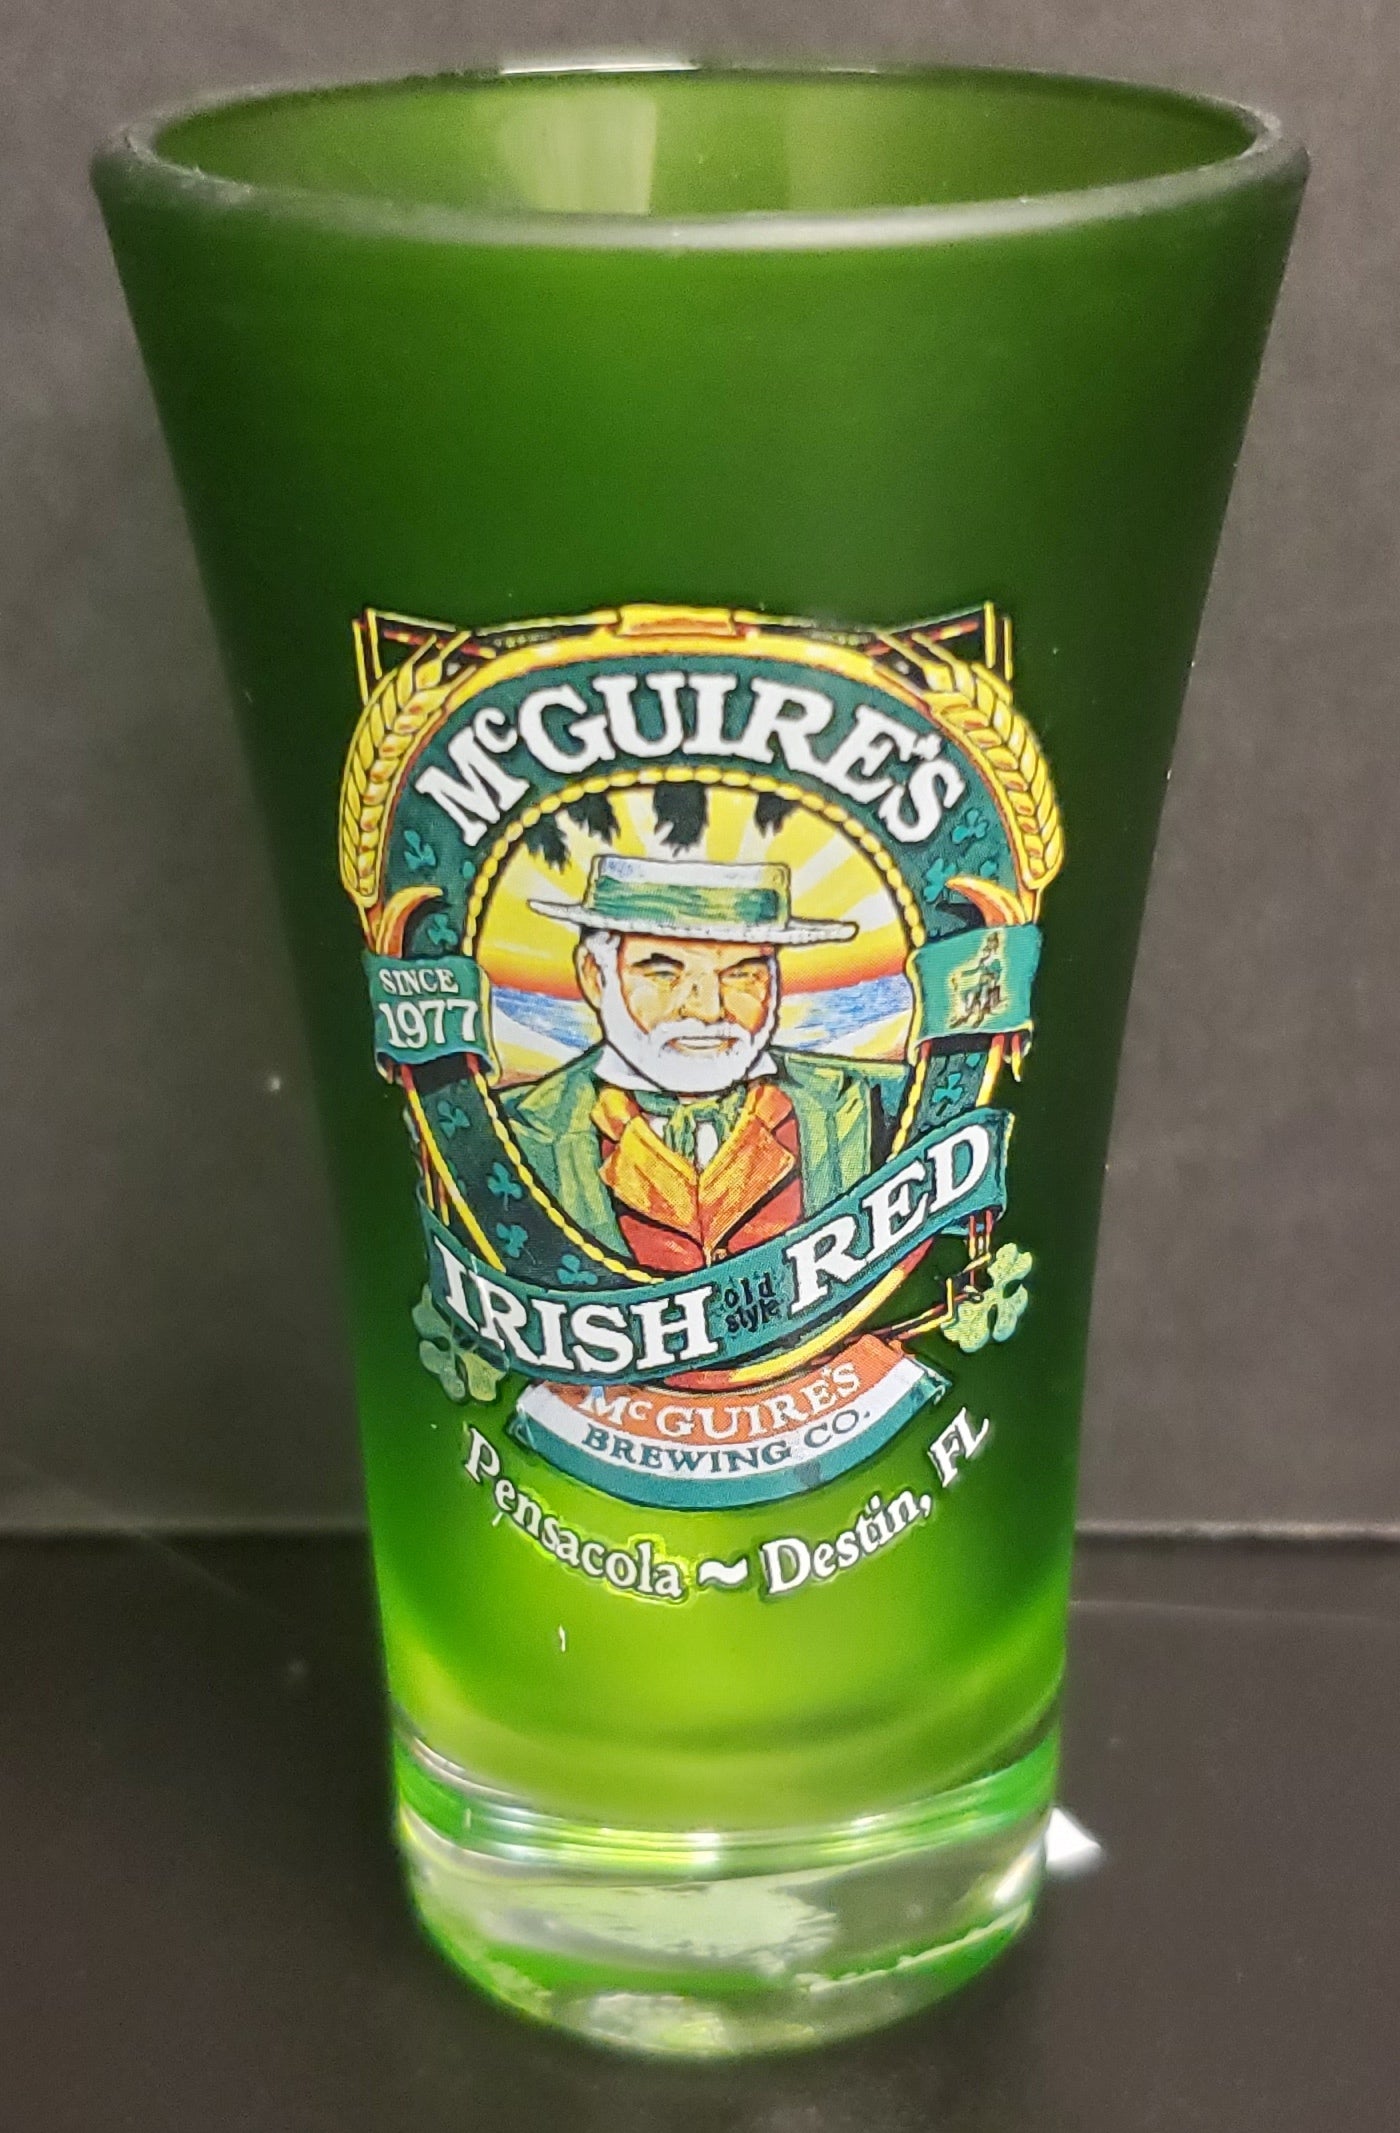 McGUIRE'S
SINCE
1977
IRISH old style RED
McGUIRE'S
BREWING CO.
Pensacola ~ Destin, FL